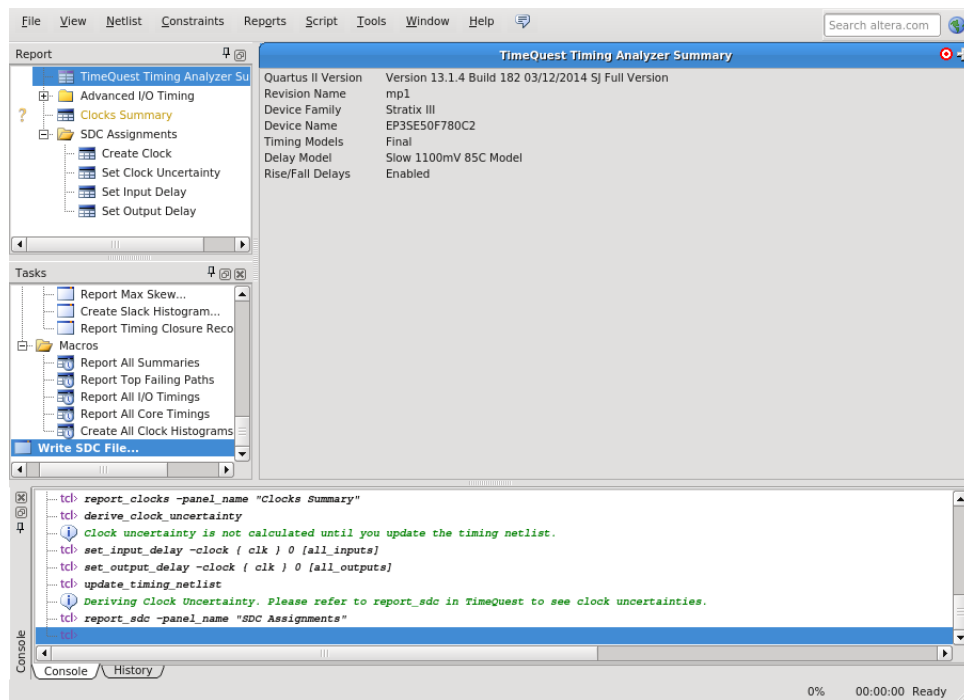 File View Netlist Constraints Reports Script Tools Window Help Search altera.com
Report
TimeQuest Timing Analyzer Su
Advanced I/O Timing
? Clocks Summary
SDC Assignments
Create Clock
Set Clock Uncertainty
Set Input Delay
Set Output Delay
TimeQuest Timing Analyzer Summary
Quartus II Version Version 13.1.4 Build 182 03/12/2014 SJ Full Version
Revision Name mp1
Device Family Stratix III
Device Name EP3SE50F780C2
Timing Models Final
Delay Model Slow 1100mV 85C Model
Rise/Fall Delays Enabled
Tasks
Report Max Skew...
Create Slack Histogram...
Report Timing Closure Reco
Macros
Report All Summaries
Report Top Failing Paths
Report All I/O Timings
Report All Core Timings
Create All Clock Histograms
Write SDC File...
tcl> report_clocks -panel_name "Clocks Summary"
tcl> derive_clock_uncertainty
Clock uncertainty is not calculated until you update the timing netlist.
tcl> set_input_delay -clock { clk } 0 [all_inputs]
tcl> set_output_delay -clock { clk } 0 [all_outputs]
tcl> update_timing_netlist
Deriving Clock Uncertainty. Please refer to report_sdc in TimeQuest to see clock uncertainties.
tcl> report_sdc -panel_name "SDC Assignments"
tcl>
Console
Console History
0% 00:00:00 Ready